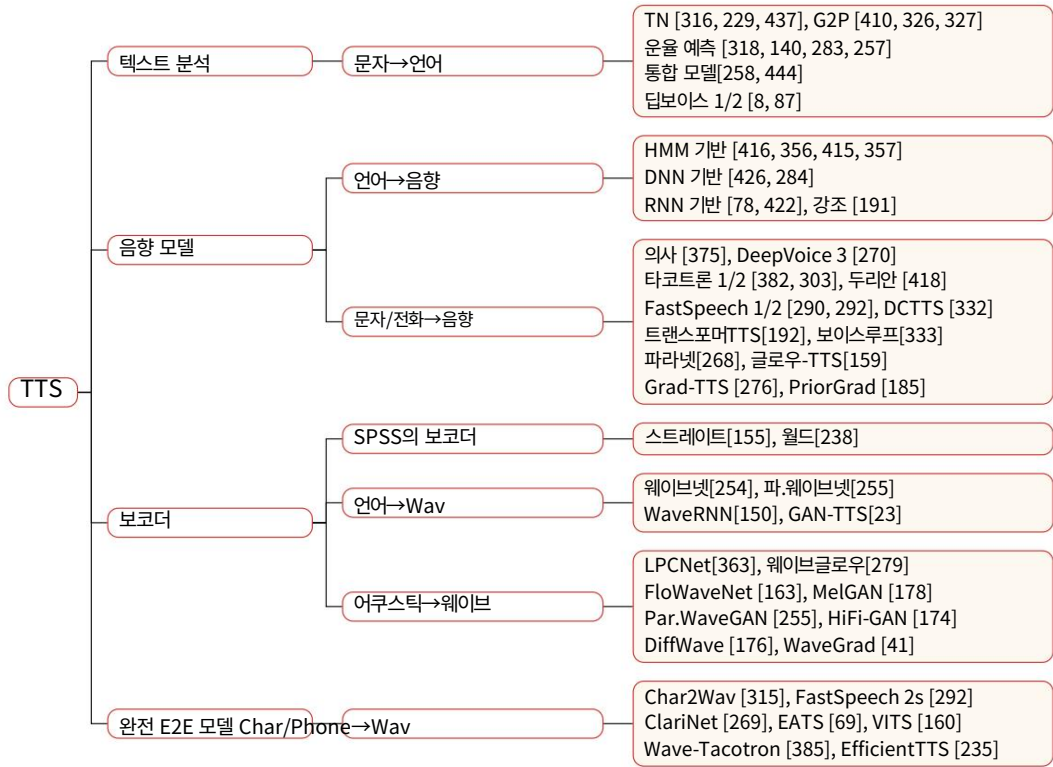 TTS
텍스트 분석
문자→언어
TN [316, 229, 437], G2P [410, 326, 327]
운율 예측 [318, 140, 283, 257]
통합 모델[258, 444]
딥보이스 1/2 [8, 87]
음향 모델
언어→음향
HMM 기반 [416, 356, 415, 357]
DNN 기반 [426, 284]
RNN 기반 [78, 422], 강조 [191]
문자/전화→음향
의사 [375], DeepVoice 3 [270]
타코트론 1/2 [382, 303], 두리안 [418]
FastSpeech 1/2 [290, 292], DCTTS [332]
트랜스포머TTS[192], 보이스루프[333]
파라넷[268], 글로우-TTS[159]
Grad-TTS [276], PriorGrad [185]
보코더
SPSS의 보코더
스트레이트[155], 월드[238]
언어→Wav
웨이브넷[254], 파.웨이브넷[255]
WaveRNN[150], GAN-TTS[23]
어쿠스틱→웨이브
LPCNet[363], 웨이브글로우[279]
FloWaveNet [163], MelGAN [178]
Par.WaveGAN [255], HiFi-GAN [174]
DiffWave [176], WaveGrad [41]
완전 E2E 모델 Char/Phone→Wav
Char2Wav [315], FastSpeech 2s [292]
ClariNet [269], EATS [69], VITS [160]
Wave-Tacotron [385], EfficientTTS [235]